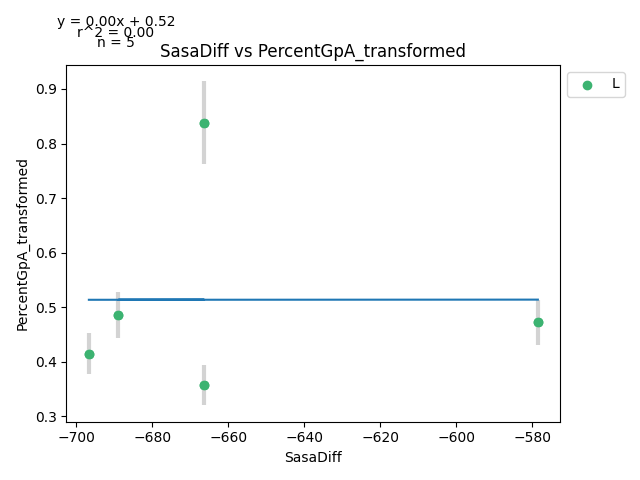 y = 0.00x + 0.52
r^2 = 0.00
n = 5
SasaDiff vs PercentGpA_transformed
L
PercentGpA_transformed
0.9
0.8
0.7
0.6
0.5
0.4
0.3
−700
−680
−660
−640
−620
−600
−580
SasaDiff